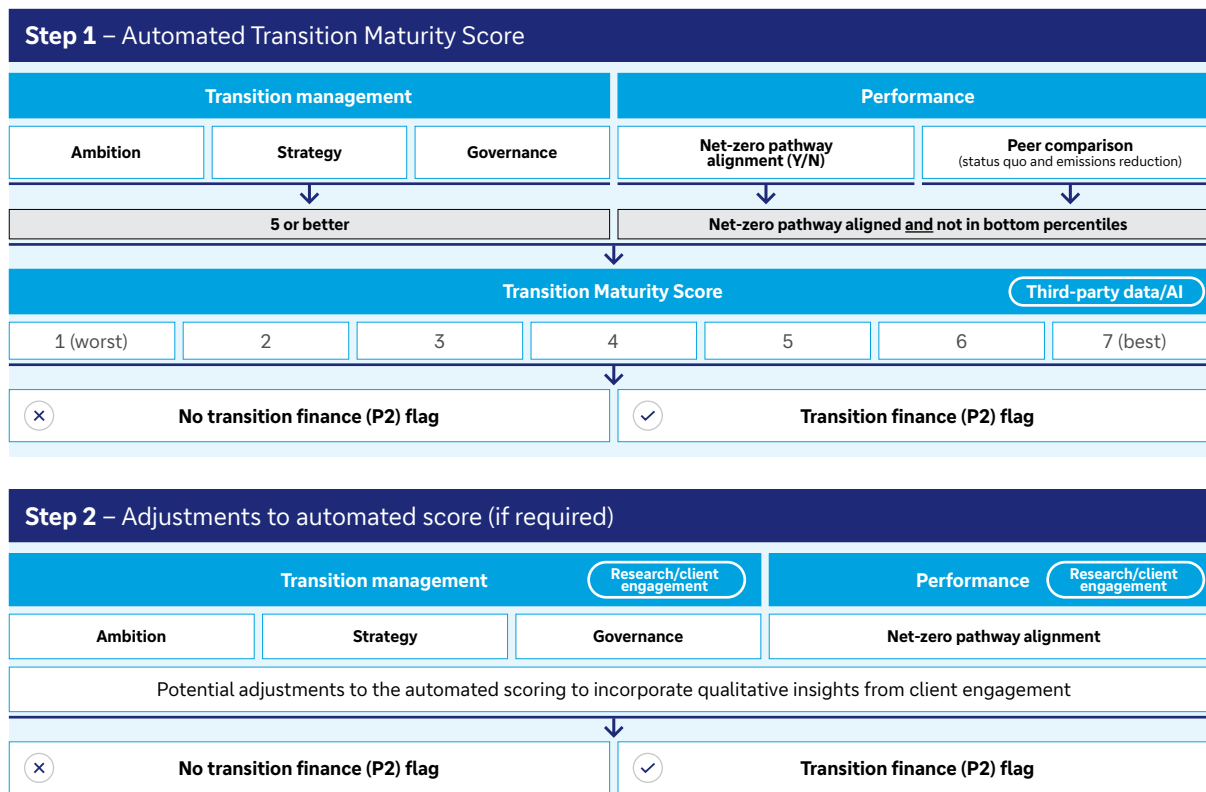 Step 1 – Automated Transition Maturity Score
Transition management
Performance
Ambition
Strategy
Governance
Net-zero pathway
alignment (Y/N)
Peer comparison
(status quo and emissions reduction)
5 or better
Net-zero pathway aligned and not in bottom percentiles
Transition Maturity Score
Third-party data/AI
1 (worst)
2
3
4
5
6
7 (best)
No transition finance (P2) flag
Transition finance (P2) flag
Step 2 – Adjustments to automated score (if required)
Transition management
Research/client
engagement
Performance
Research/client
engagement
Ambition
Strategy
Governance
Net-zero pathway alignment
Potential adjustments to the automated scoring to incorporate qualitative insights from client engagement
No transition finance (P2) flag
Transition finance (P2) flag